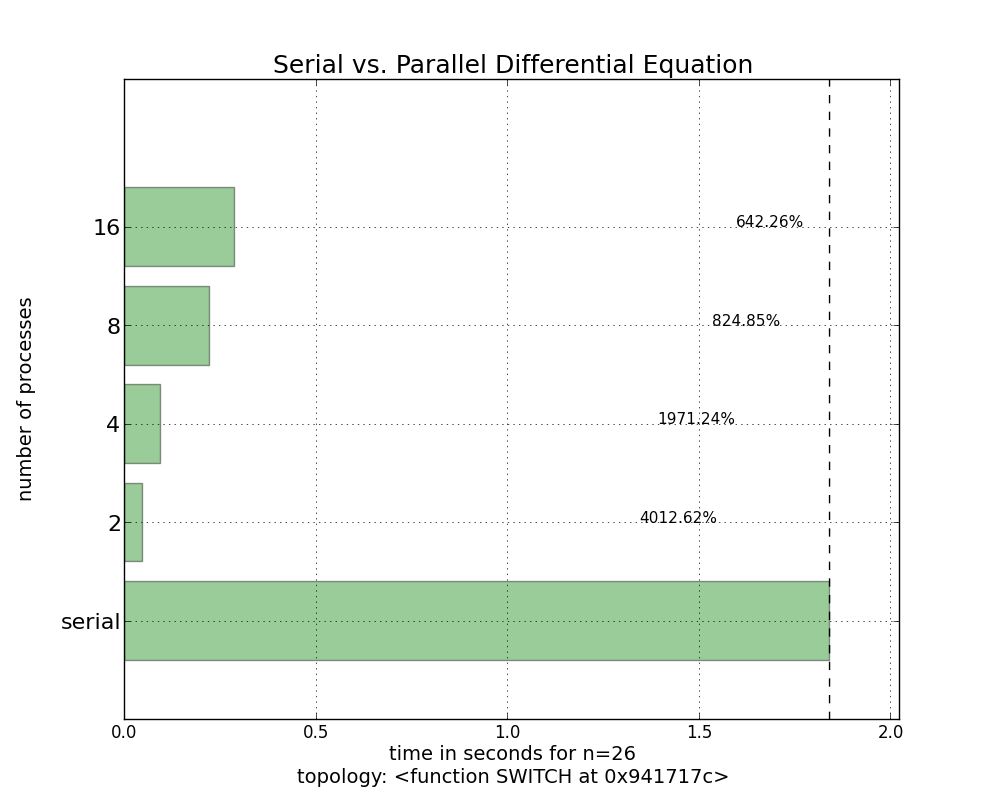 Serial vs. Parallel Differential Equation
16
642.26%
8
824.85%
number of processes
4
1971.24%
2
4012.62%
serial
0.0 0.5 1.0 1.5 2.0
time in seconds for n=26
topology: <function SWITCH at 0x941717c>